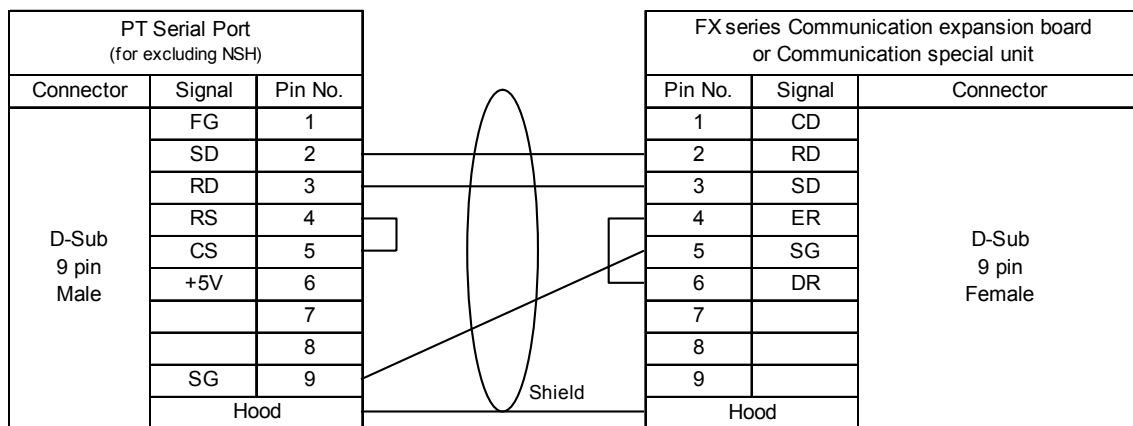 PT Serial Port
(for excluding NSH)
FX series Communication expansion board
or Communication special unit
Connector Signal Pin No.
Pin No. Signal Connector
FG 1
1 CD
SD 2
2 RD
RD 3
3 SD
RS 4
4 ER
CS 5
5 SG
+5V 6
6 DR
7
7
8
8
SG 9
9
D-Sub
9 pin
Male
D-Sub
9 pin
Female
Shield
Hood
Hood